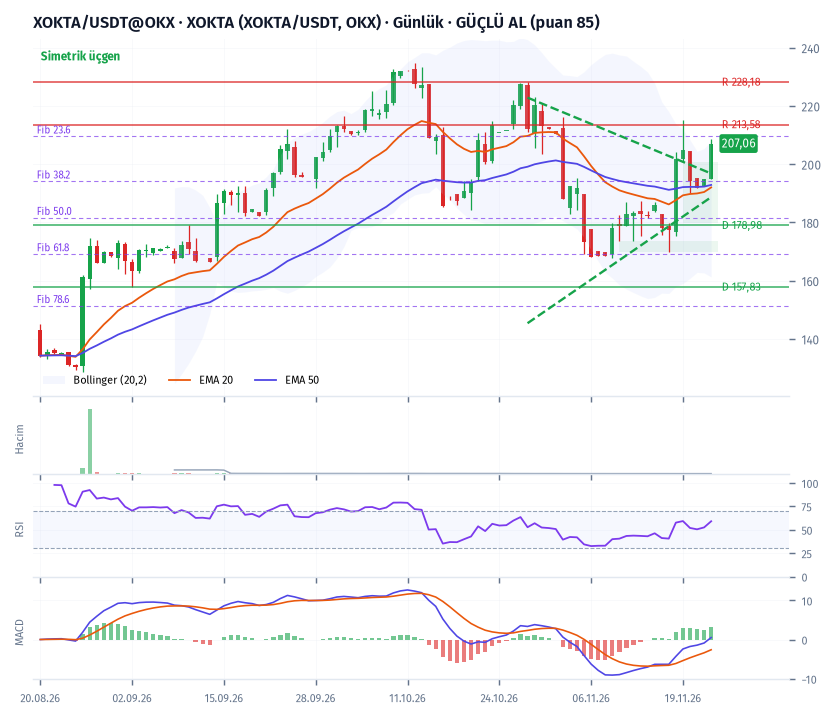 XOKTA/USDT@OKX · XOKTA (XOKTA/USDT, OKX) · Günlük · GÜÇLÜ AL (puan 85)
Simetrik üçgen
240
R 228,18
220
R 213,58
Fib 23.6
207,06
200
Fib 38.2
Fib 50.0
180
D 178,98
Fib 61.8
160
D 157,83
Fib 78.6
140
Bollinger (20,2)
EMA 20
EMA 50
Hacim
RSI
100
75
50
25
0
MACD
10
0
−10
20.08.26
02.09.26
15.09.26
28.09.26
11.10.26
24.10.26
06.11.26
19.11.26